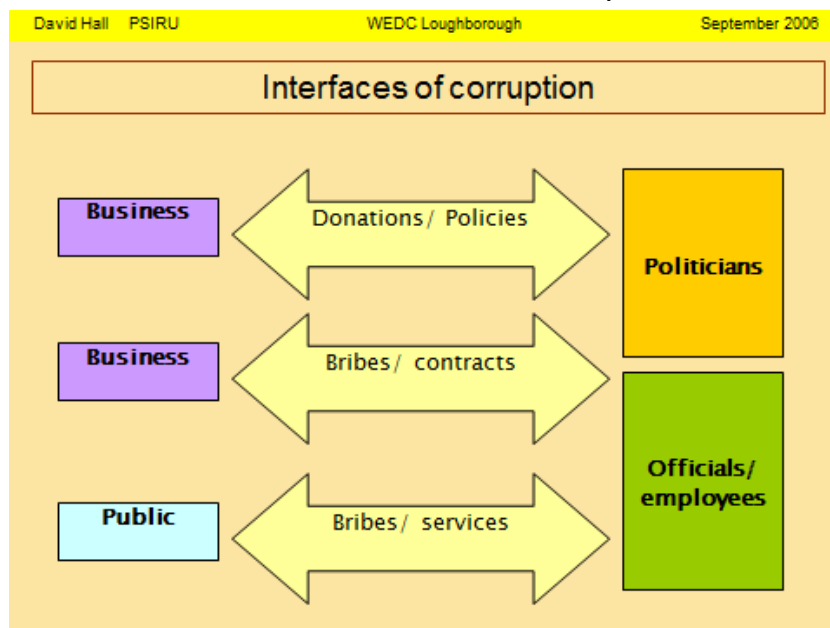 David Hall PSIRU WEDC Loughborough September 2006
Interfaces of corruption
Business
Donations/ Policies
Politicians
Business
Bribes/ contracts
Officials/
employees
Public
Bribes/ services